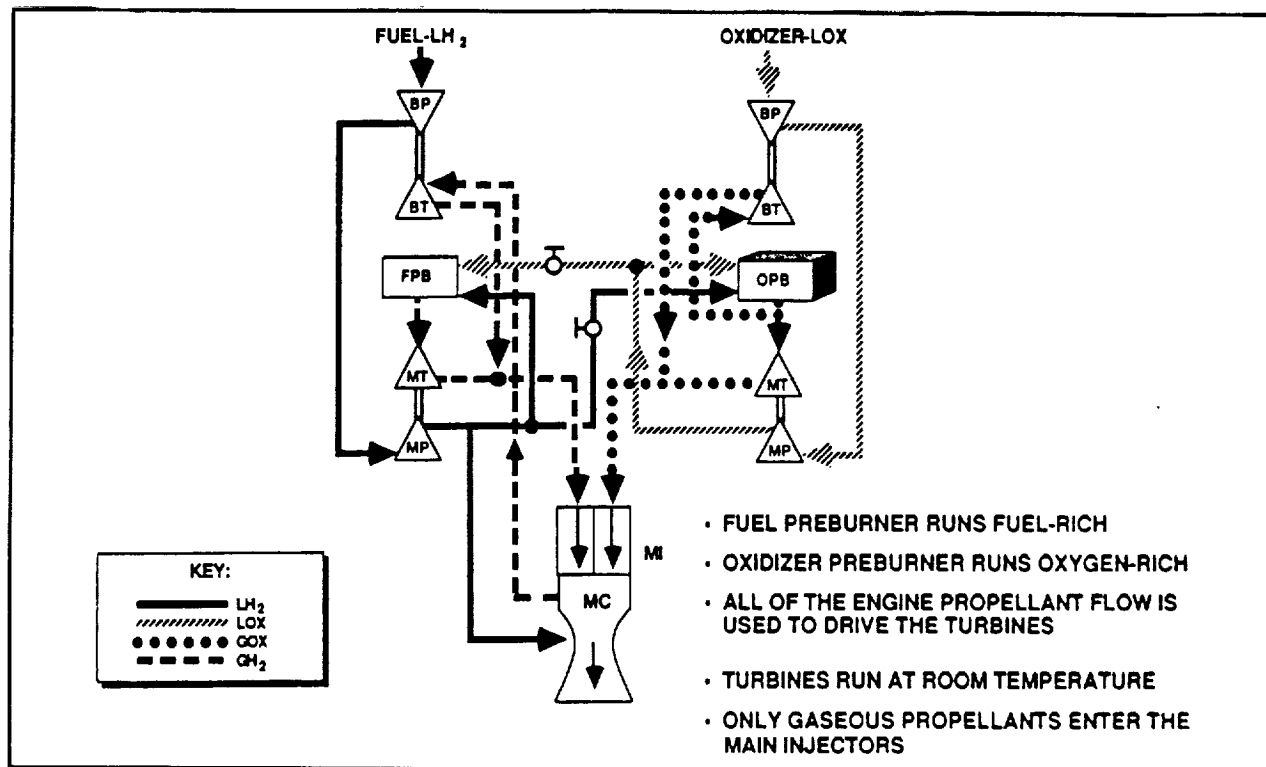 FUEL-LH2
OXIDIZER-LOX
BP
BP
BT
BT
FPB
OPB
MT
MT
MP
MP
MI
MC
KEY:
LH2
LOX
GOX
GH2
• FUEL PREBURNER RUNS FUEL-RICH
• OXIDIZER PREBURNER RUNS OXYGEN-RICH
• ALL OF THE ENGINE PROPELLANT FLOW IS
USED TO DRIVE THE TURBINES
• TURBINES RUN AT ROOM TEMPERATURE
• ONLY GASEOUS PROPELLANTS ENTER THE
MAIN INJECTORS